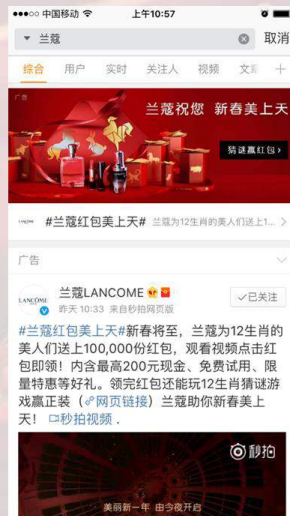 中国移动 上午10:57
兰蔻 取消
综合 用户 实时 关注人 视频 文
广告
兰蔻祝您 新春美上天
猜谜赢红包>
LANCOME #兰蔻红包美上天# 兰蔻为12生肖的美人们送上1...
广告
LANCÔME 兰蔻LANCOME 已关注
昨天 10:33 来自秒拍网页版
#兰蔻红包美上天#新春将至，兰蔻为12生肖的
美人们送上100,000份红包，观看视频点击红
包即领！内含最高200元现金、免费试用、限
量特惠等好礼。领完红包还能玩12生肖猜谜游
戏赢正装（网页链接）兰蔻助你新春美上
天！ 秒拍视频 .
秒拍
美丽新一年 由今夜开启